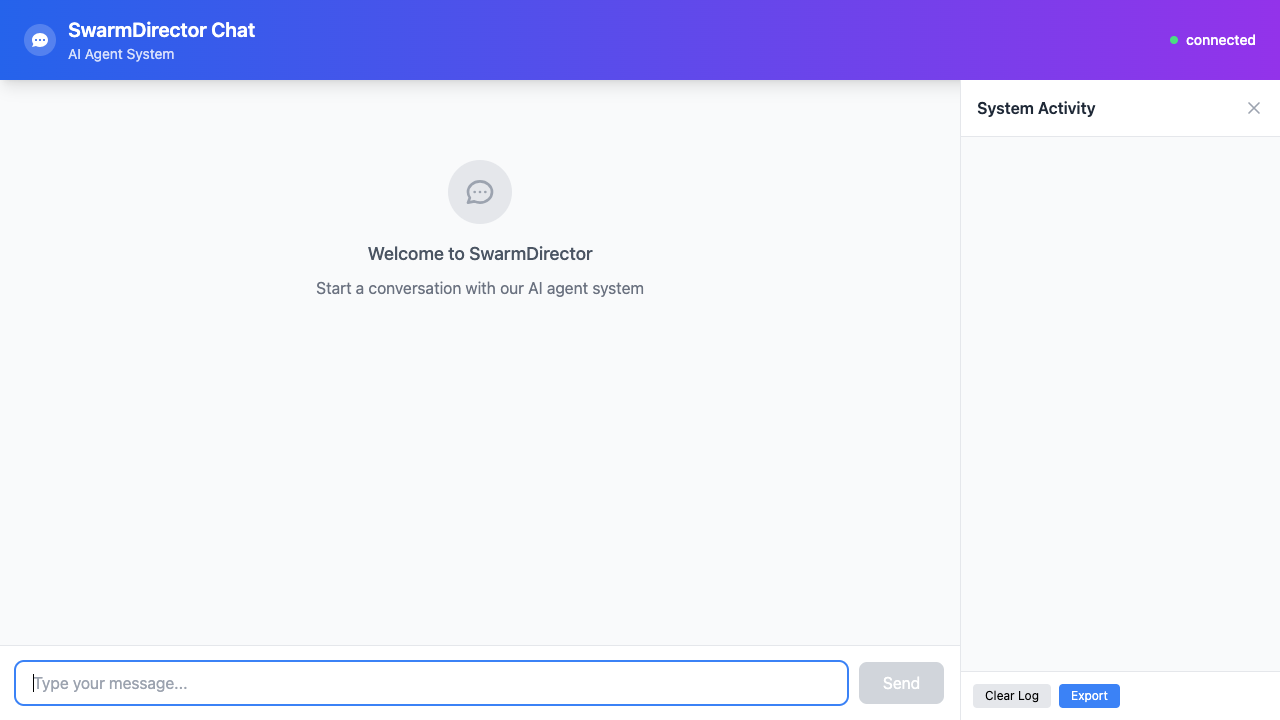 SwarmDirector Chat
AI Agent System
connected
System Activity
Welcome to SwarmDirector
Start a conversation with our AI agent system
Type your message...
Send
Clear Log
Export